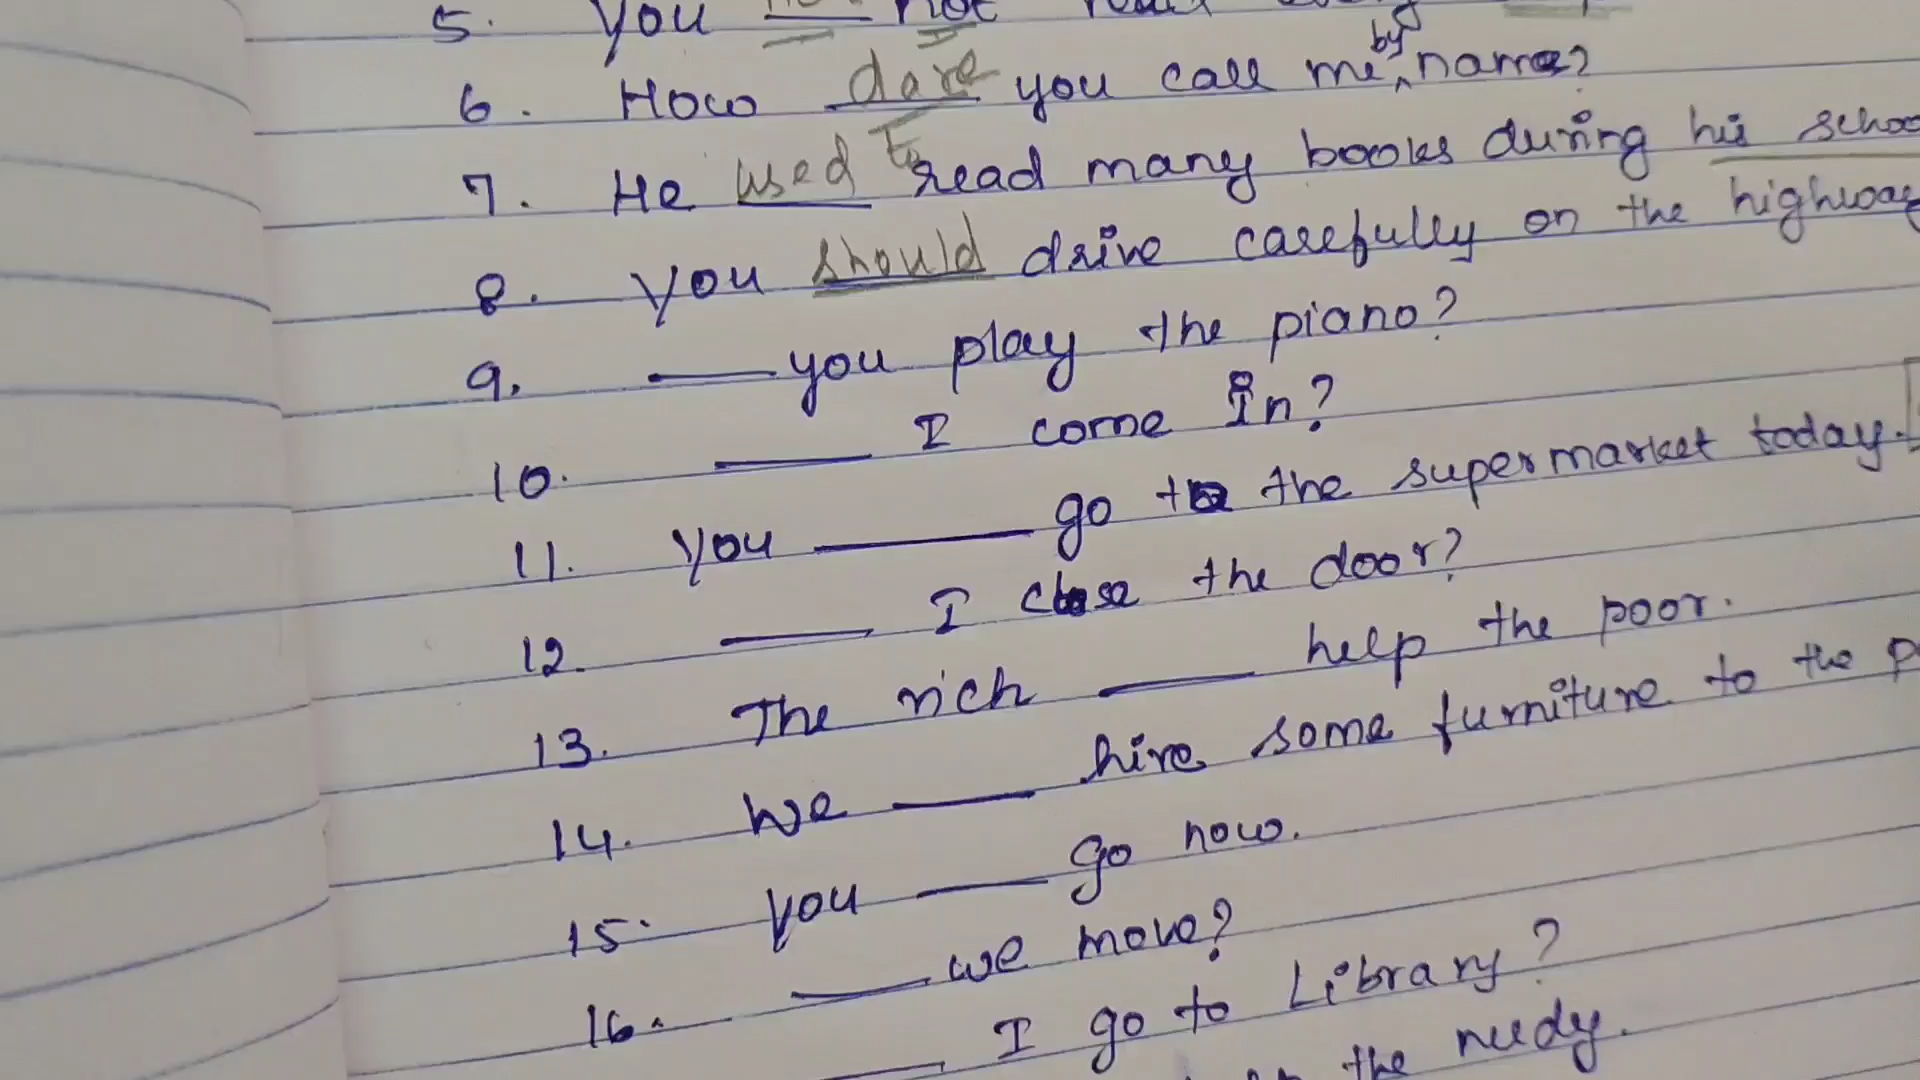 5. You not
6. How dare you call me by name?
7. He used to read many books during his schoo
8. You should drive carefully on the highway
9. ____ you play the piano?
10. ____ I come In?
11. You ____ go to the supermarket today.
12. ____ I close the door?
13. The rich ____ help the poor.
14. We ____ hire some furniture to the p
15. You ____ go now.
16. ____ we move?
____ I go to Library?
the needy.